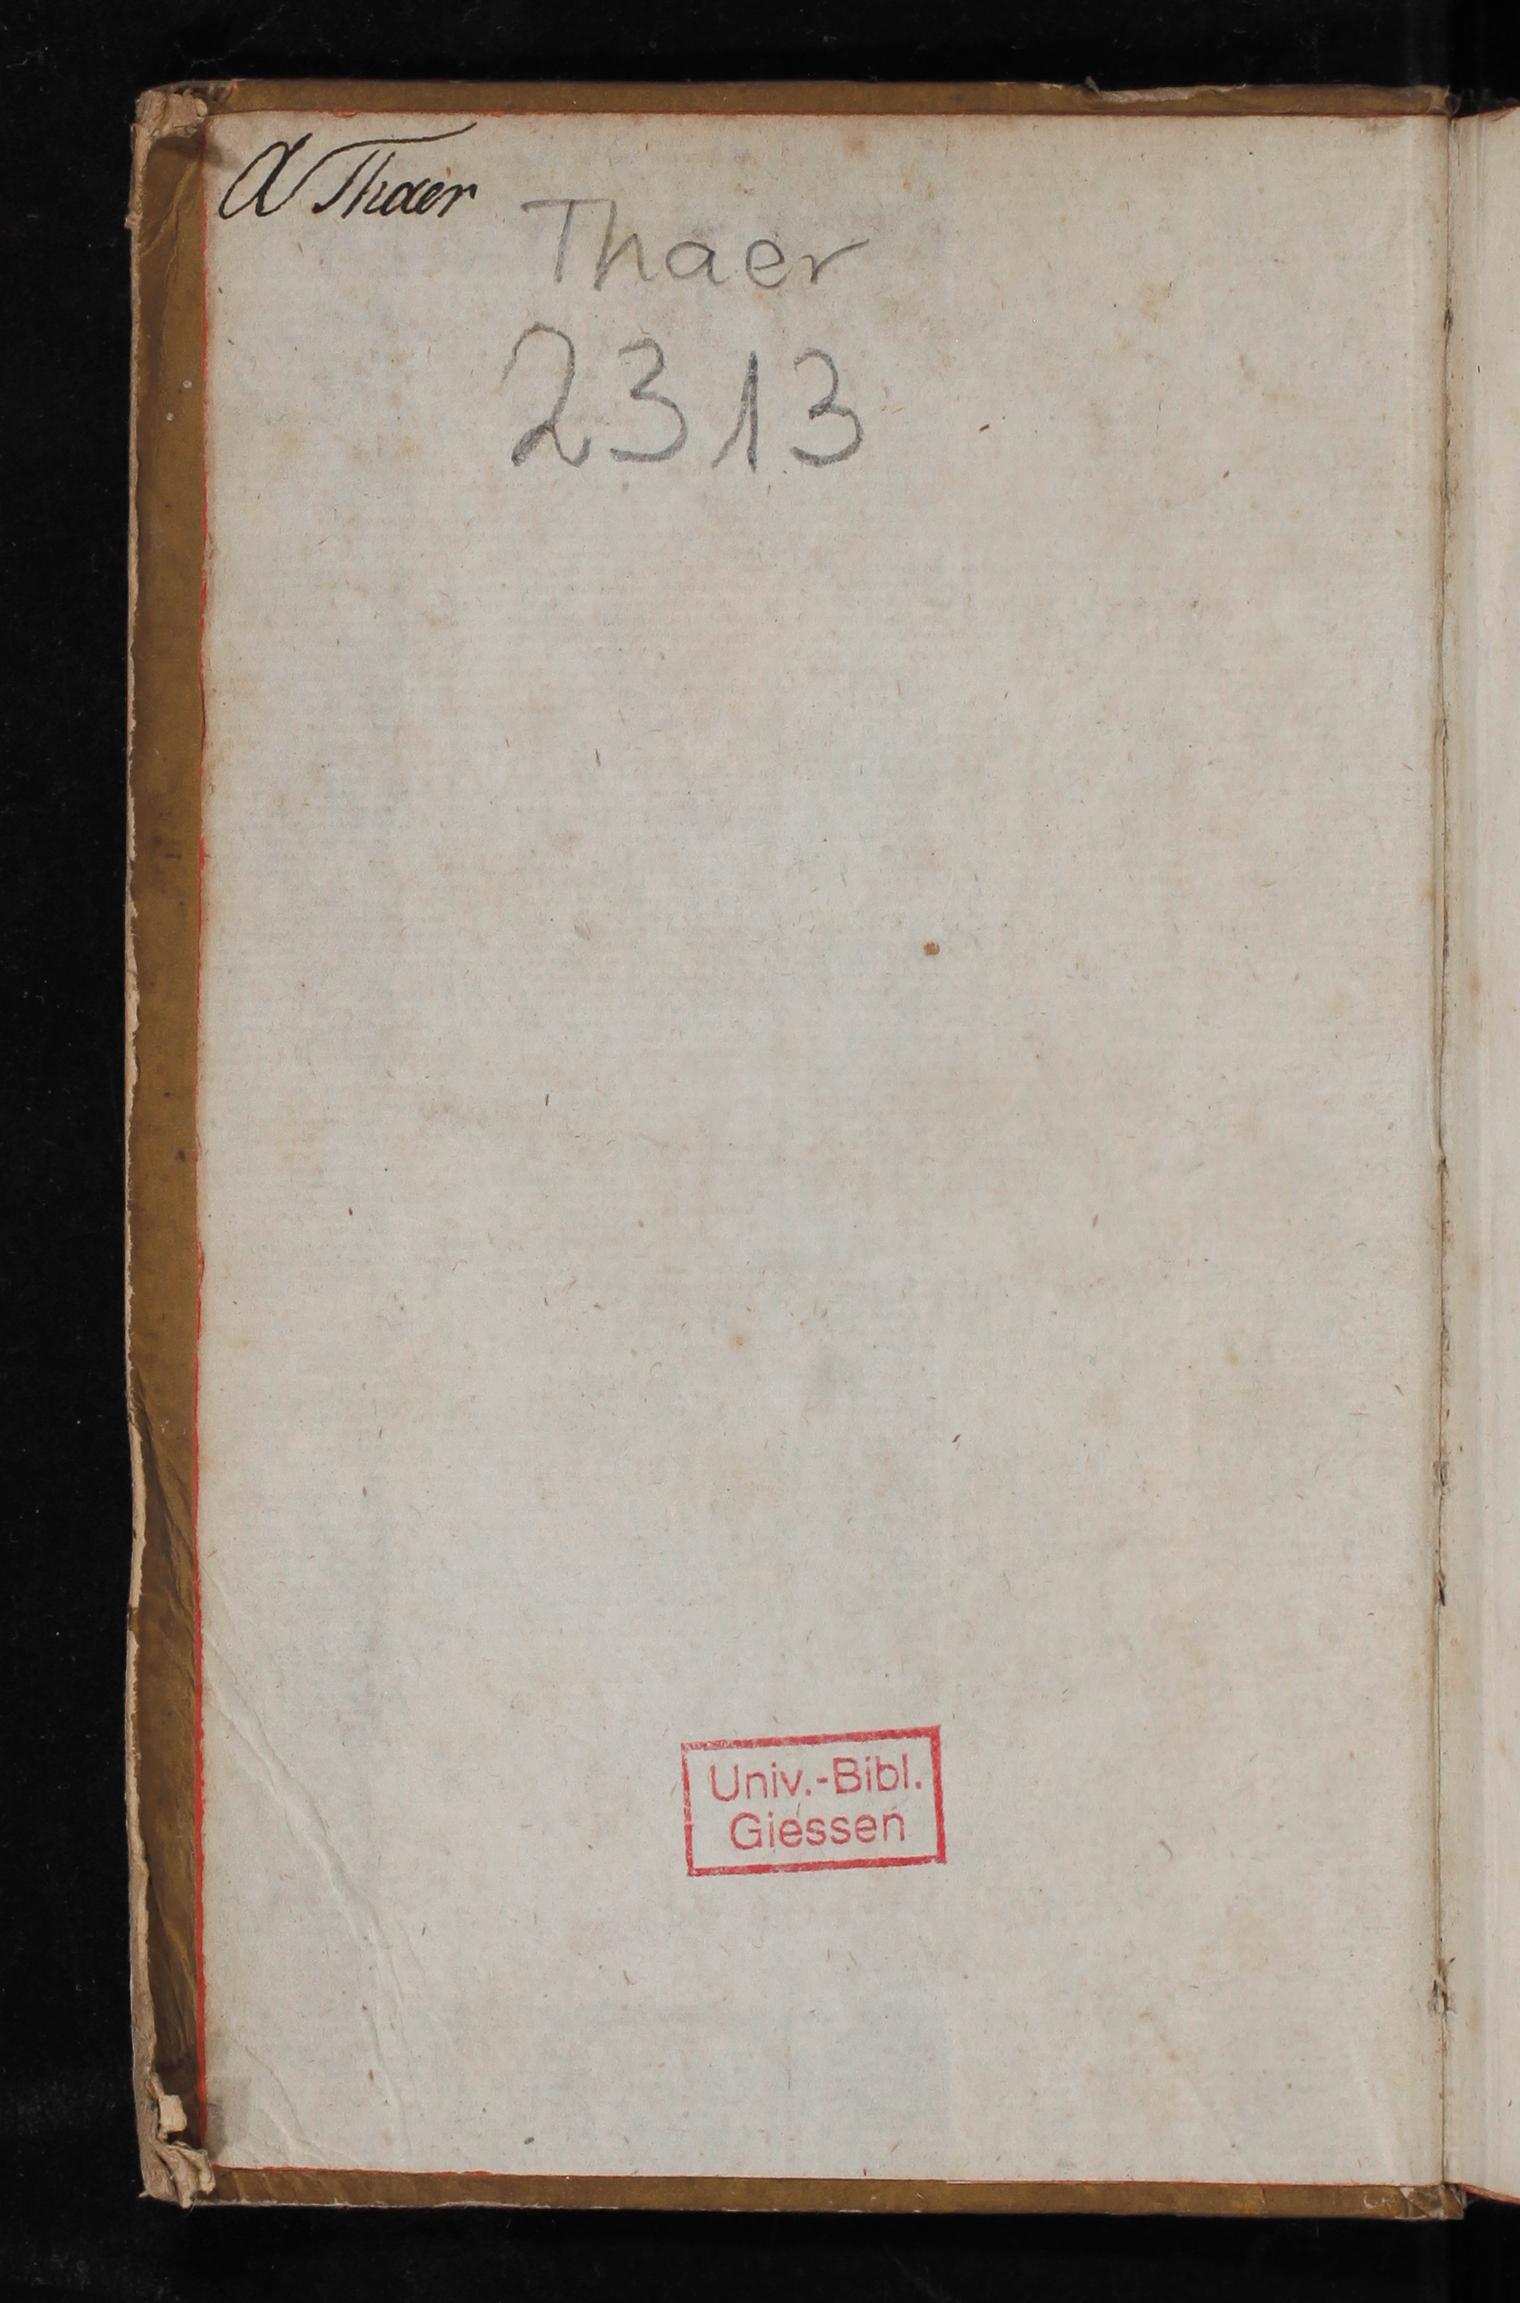 A Thaer
Thaer
2313
Univ.-Bibl.
Giessen